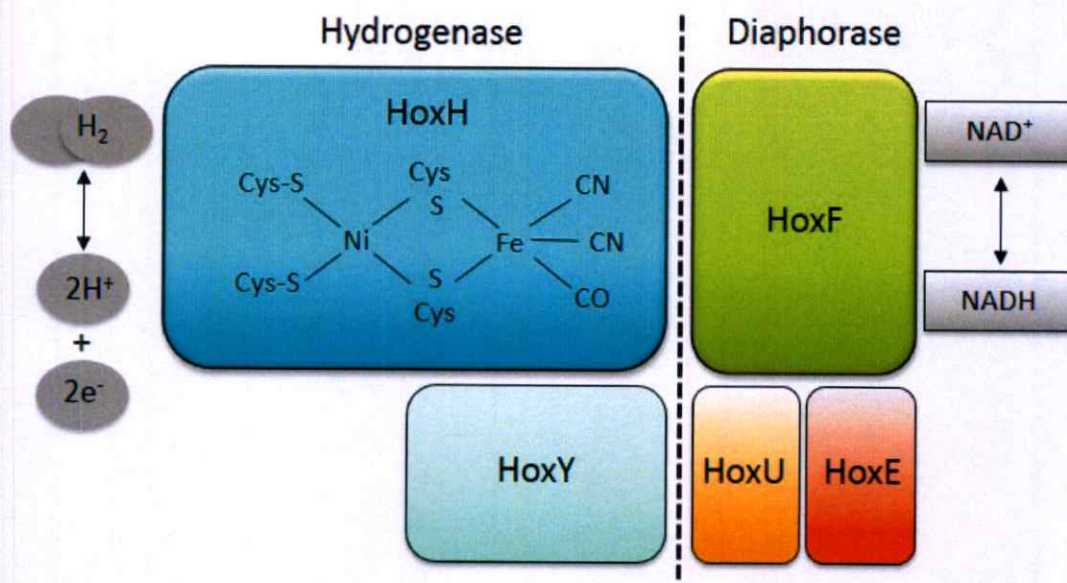 Hydrogenase
Diaphorase
H₂
2H⁺
+
2e⁻
HoxH
Cys-S
Cys
S
CN
Ni
Fe
CN
Cys-S
S
Cys
CO
HoxF
NAD⁺
NADH
HoxY
HoxU
HoxE